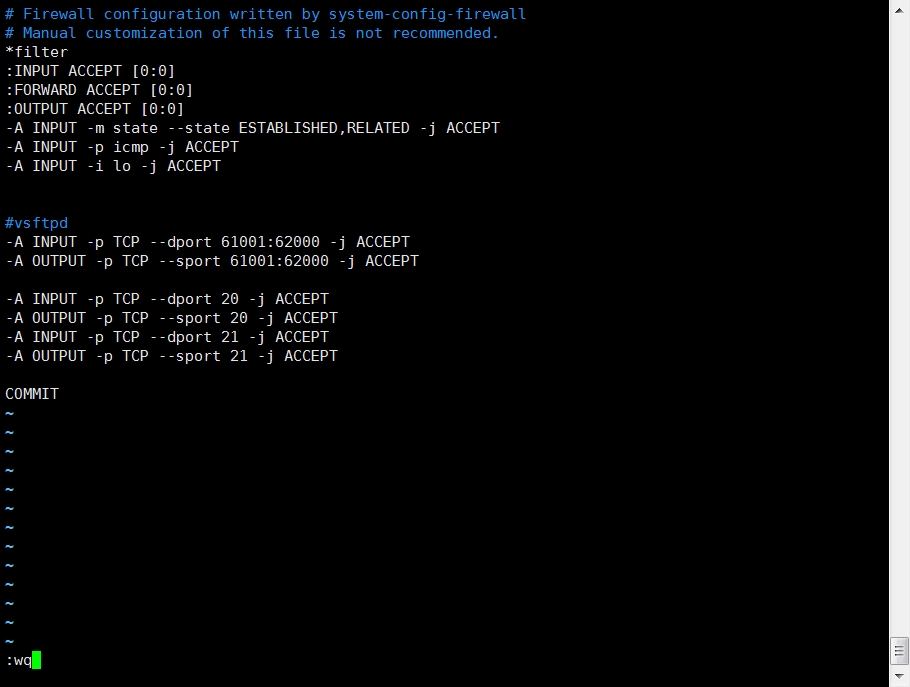 # Firewall configuration written by system-config-firewall
# Manual customization of this file is not recommended.
*filter
:INPUT ACCEPT [0:0]
:FORWARD ACCEPT [0:0]
:OUTPUT ACCEPT [0:0]
-A INPUT -m state --state ESTABLISHED,RELATED -j ACCEPT
-A INPUT -p icmp -j ACCEPT
-A INPUT -i lo -j ACCEPT
#vsftpd
-A INPUT -p TCP --dport 61001:62000 -j ACCEPT
-A OUTPUT -p TCP --sport 61001:62000 -j ACCEPT
-A INPUT -p TCP --dport 20 -j ACCEPT
-A OUTPUT -p TCP --sport 20 -j ACCEPT
-A INPUT -p TCP --dport 21 -j ACCEPT
-A OUTPUT -p TCP --sport 21 -j ACCEPT
COMMIT
~
~
~
~
~
~
~
~
~
~
~
~
~
:wq